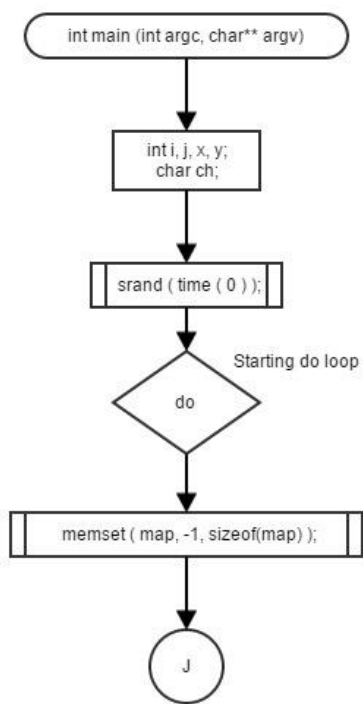 int main (int argc, char** argv)
int i, j, x, y;
char ch;
srand ( time ( 0 ) );
Starting do loop
do
memset ( map, -1, sizeof(map) );
J